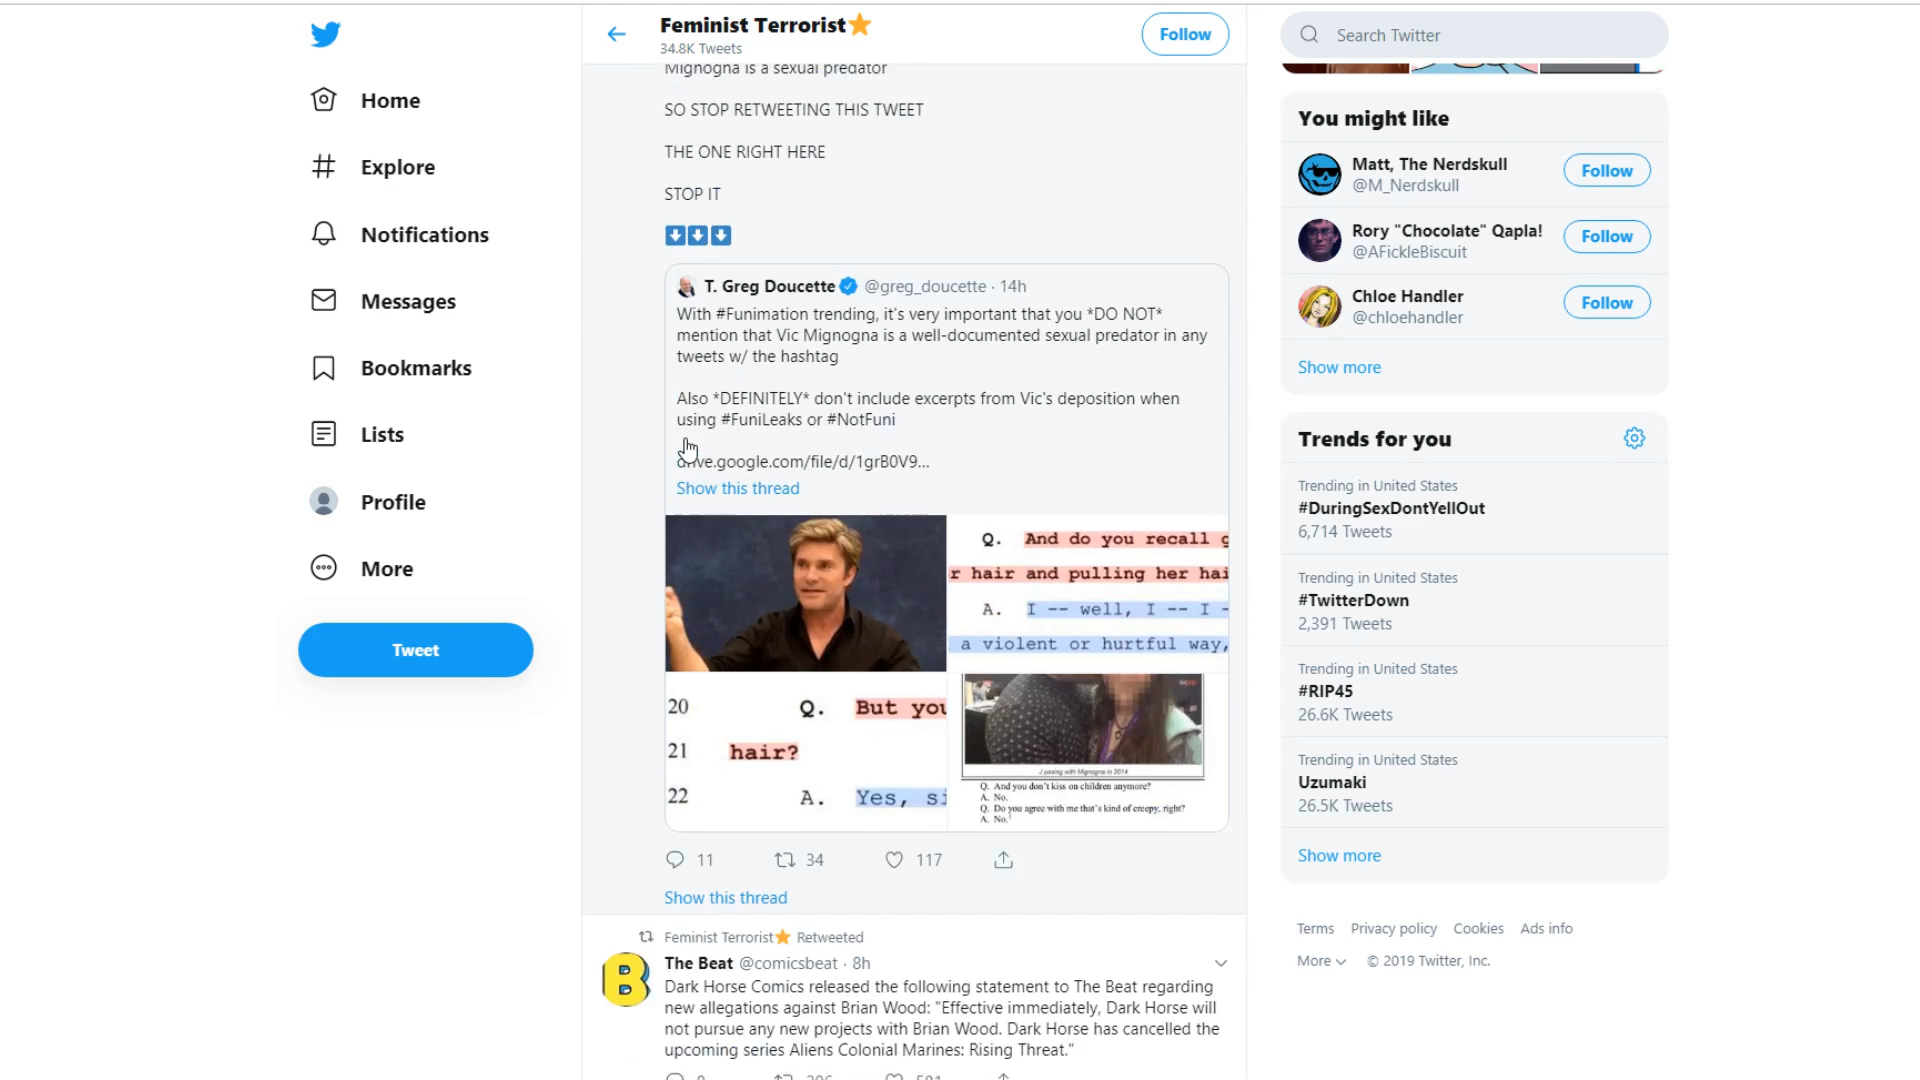 Home
Explore
Notifications
Messages
Bookmarks
Lists
Profile
More
Tweet
Feminist Terrorist⭐
34.8K Tweets
Follow
Mignogna is a sexual predator
SO STOP RETWEETING THIS TWEET
THE ONE RIGHT HERE
STOP IT
⬇⬇⬇
T. Greg Doucette @greg_doucette · 14h
With #Funimation trending, it's very important that you *DO NOT*
mention that Vic Mignogna is a well-documented sexual predator in any
tweets w/ the hashtag
Also *DEFINITELY* don't include excerpts from Vic's deposition when
using #FuniLeaks or #NotFuni
drive.google.com/file/d/1grB0V9...
Show this thread
Q. And do you recall g
r hair and pulling her hai
A. I -- well, I -- I -
a violent or hurtful way,
20 Q. But you
21 hair?
22 A. Yes, si
J posing with Mignogna in 2014
Q. And you don't kiss on children anymore?
A. No.
Q. Do you agree with me that's kind of creepy, right?
A. No.
11 34 117
Show this thread
Feminist Terrorist⭐ Retweeted
The Beat @comicsbeat · 8h
Dark Horse Comics released the following statement to The Beat regarding
new allegations against Brian Wood: "Effective immediately, Dark Horse will
not pursue any new projects with Brian Wood. Dark Horse has cancelled the
upcoming series Aliens Colonial Marines: Rising Threat."
Search Twitter
You might like
Matt, The Nerdskull
@M_Nerdskull
Follow
Rory "Chocolate" Qapla!
@AFickleBiscuit
Follow
Chloe Handler
@chloehandler
Follow
Show more
Trends for you
Trending in United States
#DuringSexDontYellOut
6,714 Tweets
Trending in United States
#TwitterDown
2,391 Tweets
Trending in United States
#RIP45
26.6K Tweets
Trending in United States
Uzumaki
26.5K Tweets
Show more
Terms Privacy policy Cookies Ads info
More © 2019 Twitter, Inc.